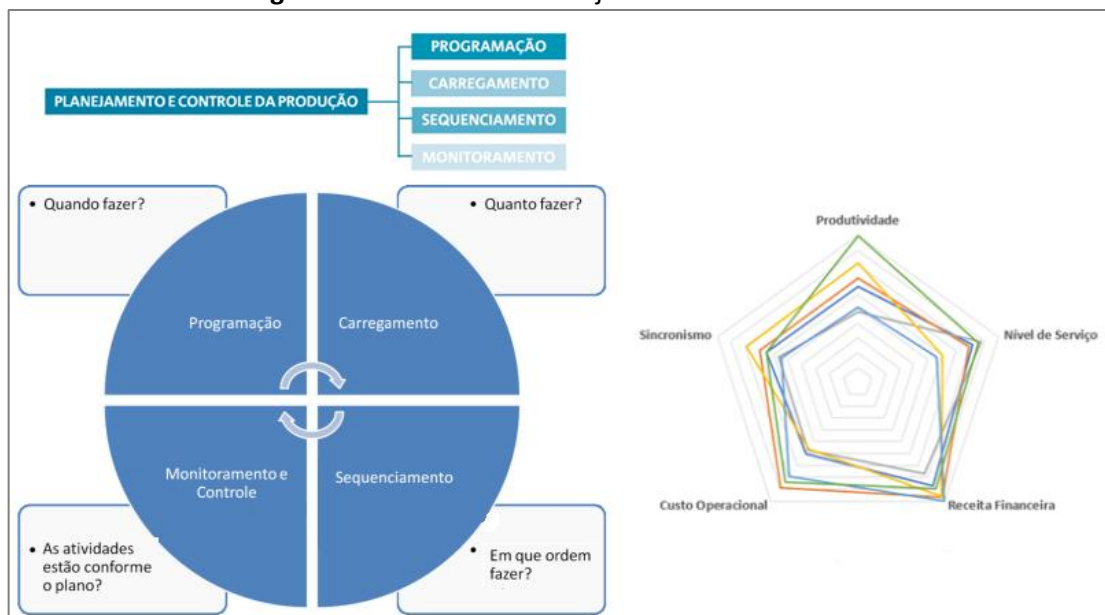 PROGRAMAÇÃO
CARREGAMENTO
PLANEJAMENTO E CONTROLE DA PRODUÇÃO
SEQUENCIAMENTO
MONITORAMENTO
• Quando fazer?
• Quanto fazer?
Programação
Carregamento
Monitoramento e
Controle
Sequenciamento
• As atividades
estão conforme
o plano?
• Em que ordem
fazer?
Produtividade
Sincronismo
Nível de Serviço
Custo Operacional
Receita Financeira